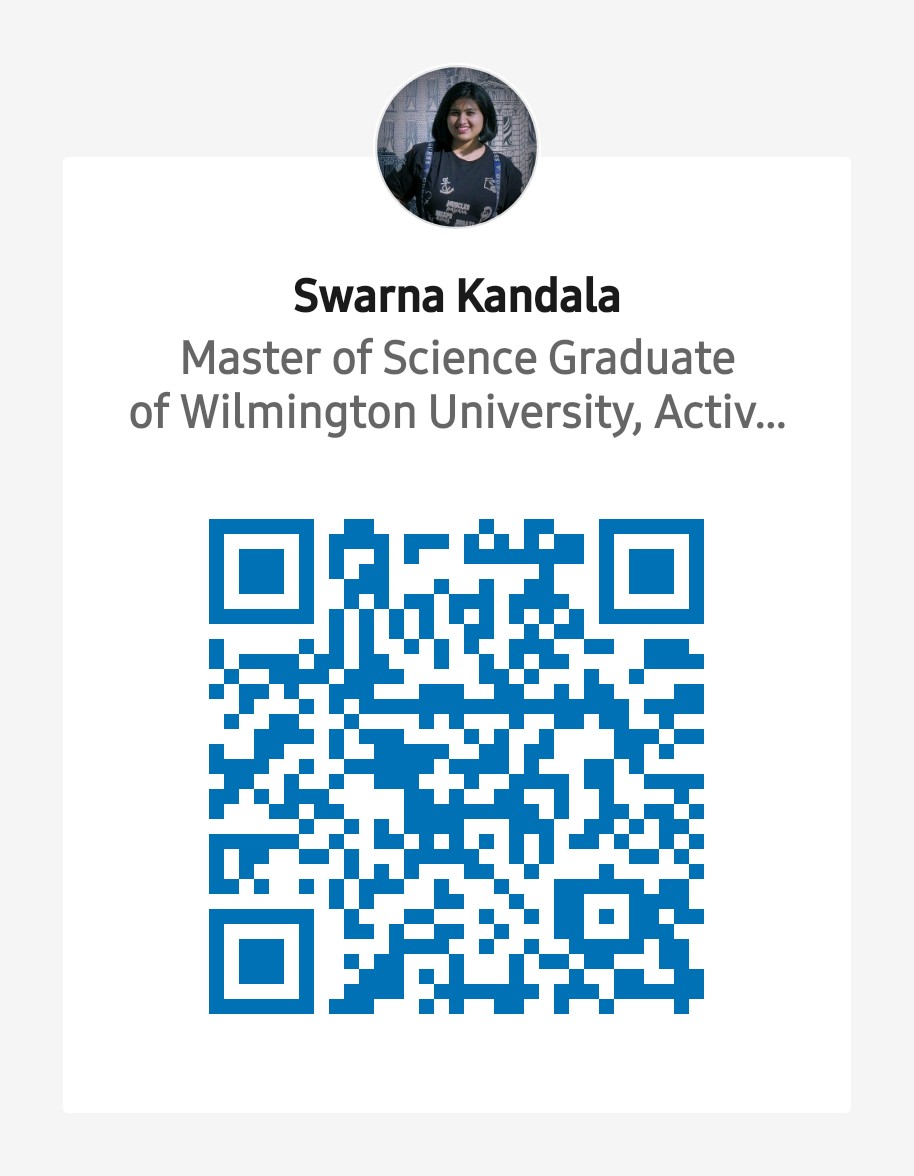 Swarna Kandala
Master of Science Graduate
of Wilmington University, Activ...